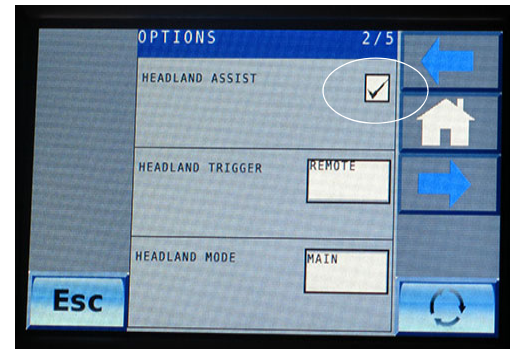 OPTIONS 2/5
HEADLAND ASSIST
HEADLAND TRIGGER REMOTE
HEADLAND MODE MAIN
Esc